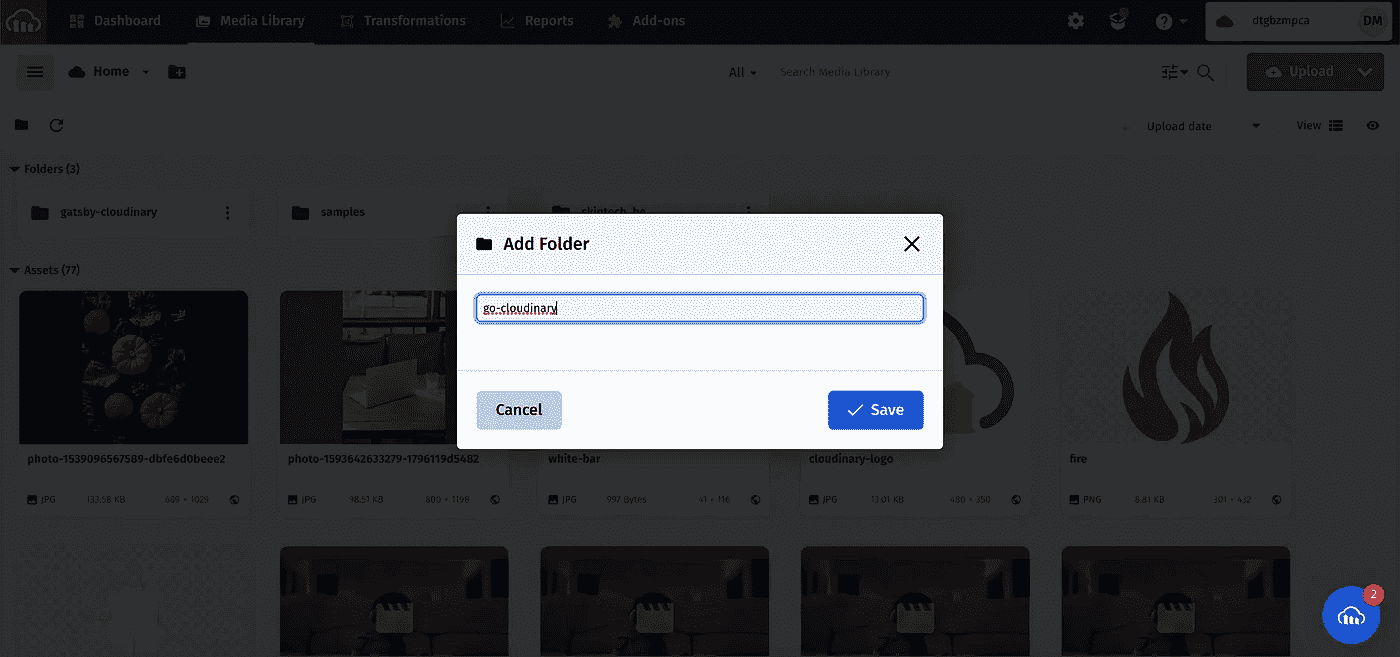 Dashboard Media Library Transformations Reports Add-ons dtgbzmpca DM
Home All Search Media Library Upload
Upload date View
Folders (3)
gatsby-cloudinary samples
Add Folder
go-cloudinary
Assets (77)
Cancel Save
photo-1539096567589-dbfe6d0beee2 photo-1593642633279-1796119d5482 white-bar cloudinary-logo fire
JPG 133.58 KB 689 × 1029 JPG 98.51 KB 800 × 1198 JPG 997 Bytes 41 × 116 JPG 13.01 KB 480 × 350 PNG 8.81 KB 301 × 432
2